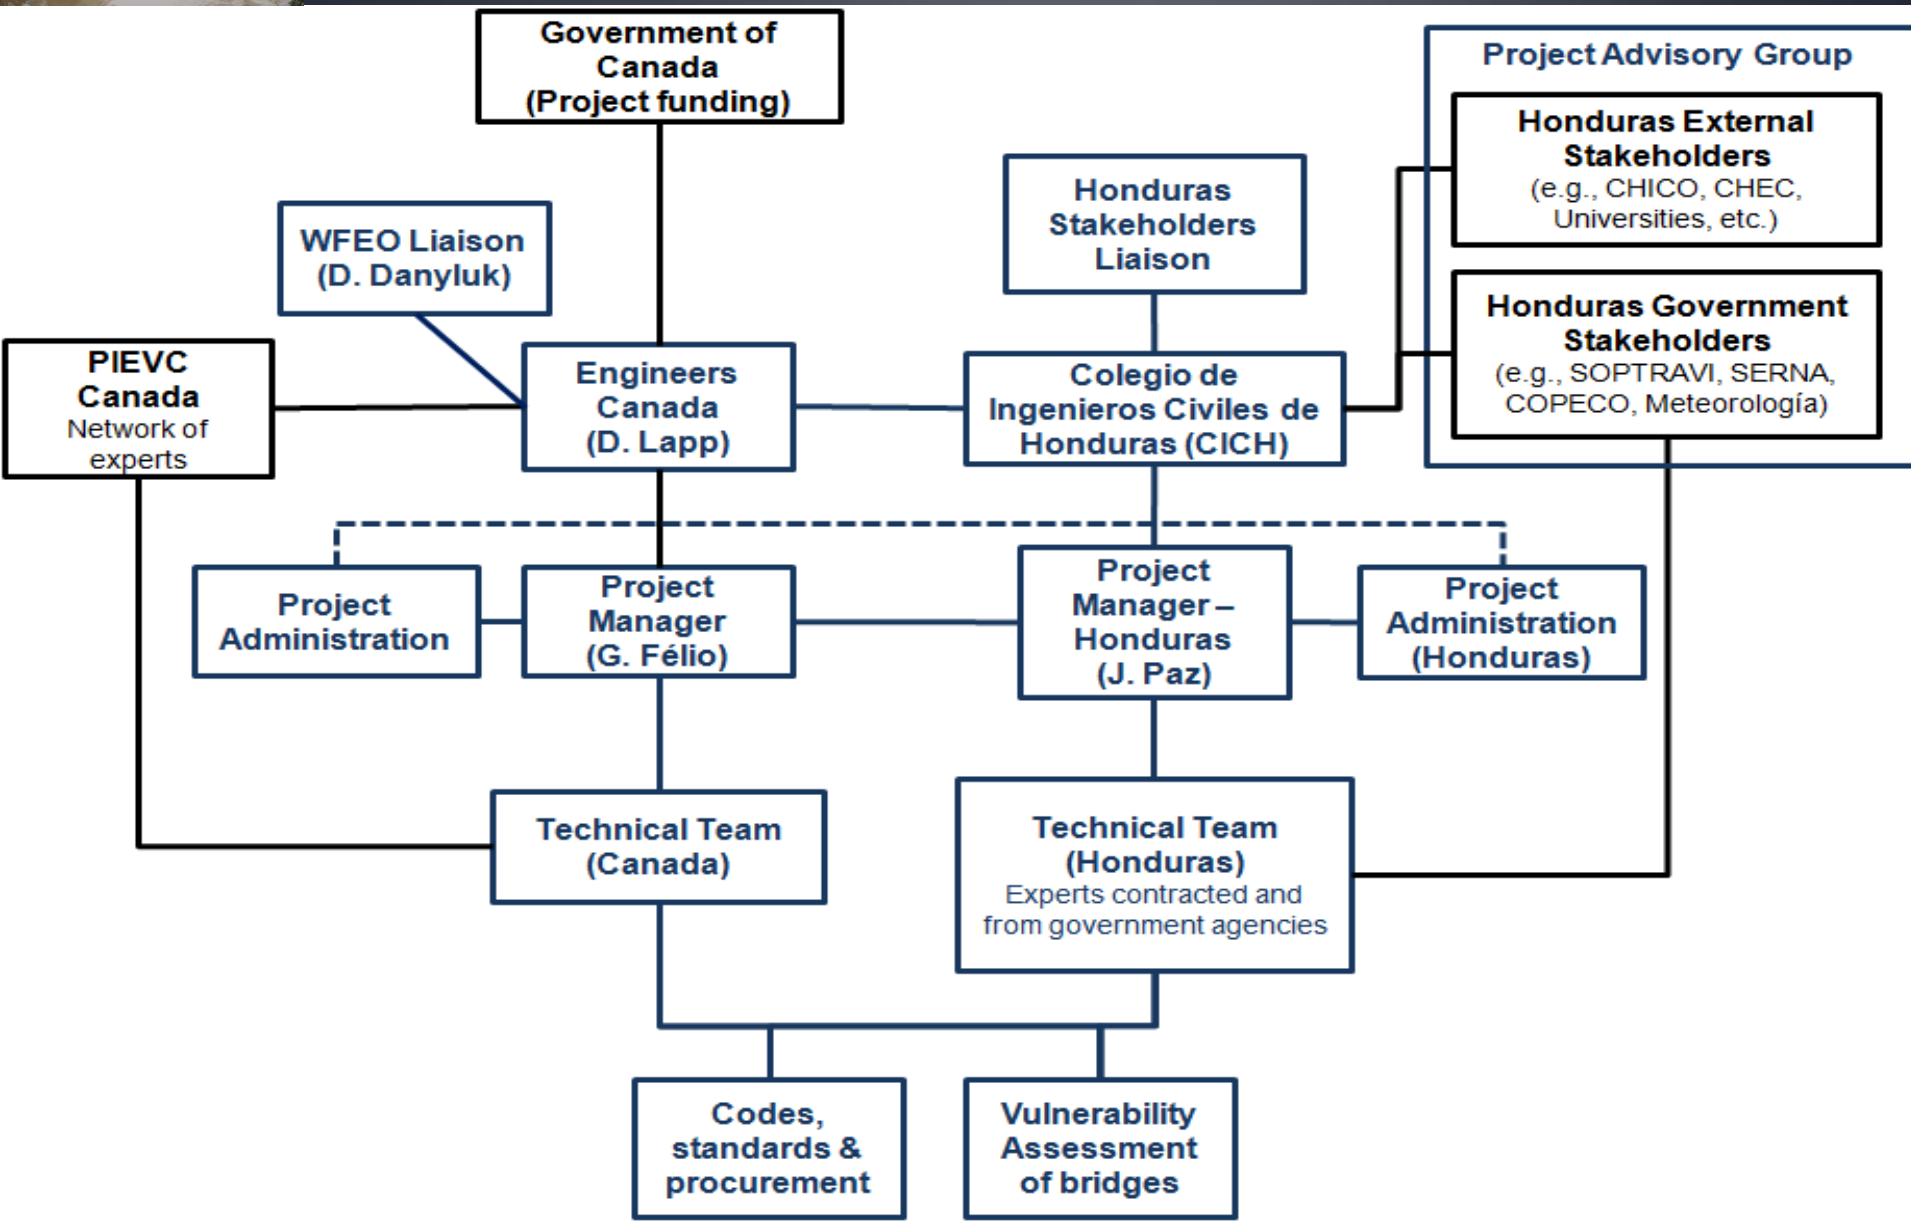 Government of
Canada
(Project funding)
Project Advisory Group
Honduras External
Stakeholders
(e.g., CHICO, CHEC,
Universities, etc.)
Honduras
Stakeholders
Liaison
WFEO Liaison
(D. Danyluk)
Honduras Government
Stakeholders
(e.g., SOPTRAVI, SERNA,
COPECO, Meteorología)
PIEVC
Canada
Network of
experts
Engineers
Canada
(D. Lapp)
Colegio de
Ingenieros Civiles de
Honduras (CICH)
Project
Administration
Project
Manager
(G. Félio)
Project
Manager –
Honduras
(J. Paz)
Project
Administration
(Honduras)
Technical Team
(Canada)
Technical Team
(Honduras)
Experts contracted and
from government agencies
Codes,
standards &
procurement
Vulnerability
Assessment
of bridges